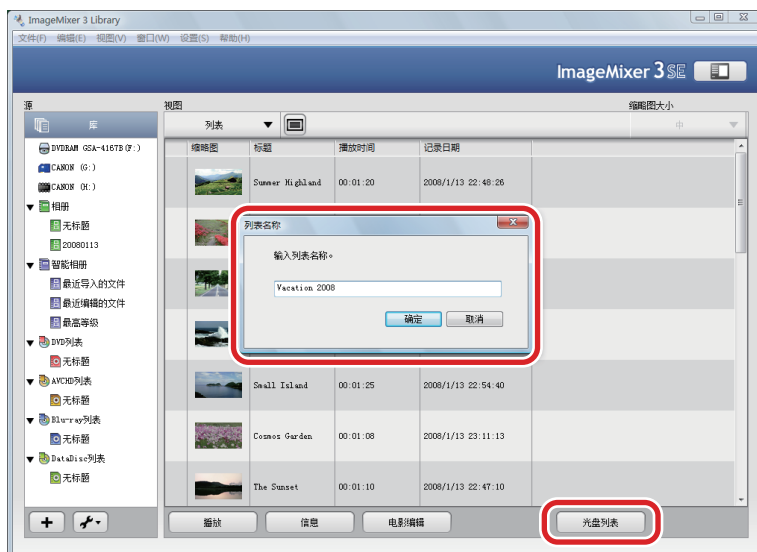 ImageMixer 3 Library
文件(F) 编辑(E) 视图(V) 窗口(W) 设置(S) 帮助(H)
ImageMixer 3 SE
源
视图
缩略图大小
库
列表
中
DVDRAM GSA-4167B(F:)
CANON (G:)
CANON (H:)
相册
无标题
20080113
智能相册
最近导入的文件
最近编辑的文件
最高等级
DVD列表
无标题
AVCHD列表
无标题
Blu-ray列表
无标题
DataDisc列表
无标题
缩略图 标题 播放时间 记录日期
Summer Highland 00:01:20 2008/1/13 22:48:26
列表名称
输入列表名称。
Vacation 2008
确定 取消
Small Island 00:01:25 2008/1/13 22:54:40
Cosmos Garden 00:01:08 2008/1/13 23:11:13
The Sunset 00:01:10 2008/1/13 22:47:10
播放 信息 电影编辑 光盘列表